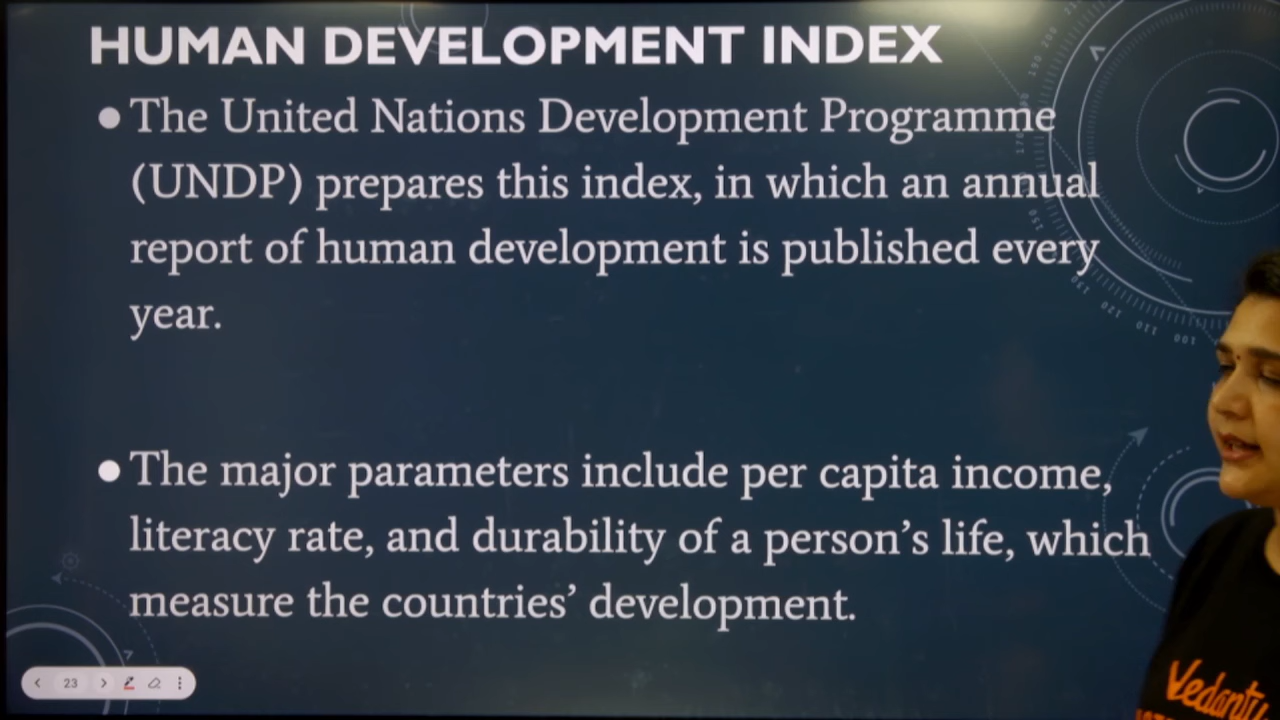 HUMAN DEVELOPMENT INDEX
● The United Nations Development Programme
(UNDP) prepares this index, in which an annual
report of human development is published every
year.
● The major parameters include per capita income,
literacy rate, and durability of a person’s life, which
measure the countries’ development.
23